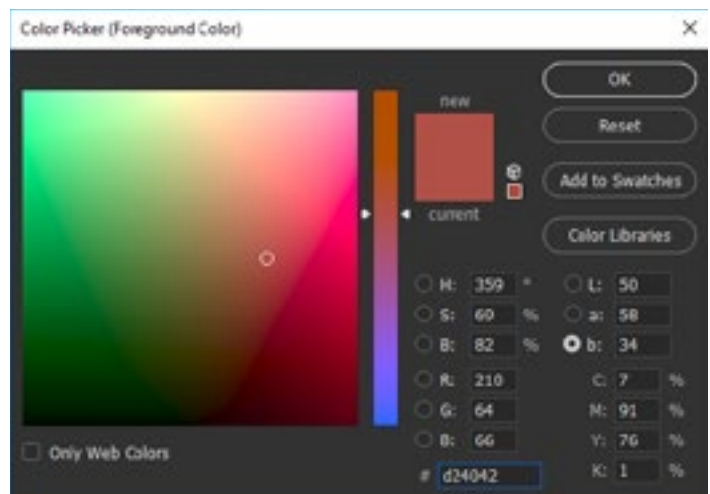 Color Picker (Foreground Color)
new
current
OK
Reset
Add to Swatches
Color Libraries
H: 359 °
S: 60 %
B: 82 %
R: 210
G: 64
B: 66
# d24042
L: 50
a: 58
b: 34
C: 7 %
M: 91 %
Y: 76 %
K: 1 %
Only Web Colors